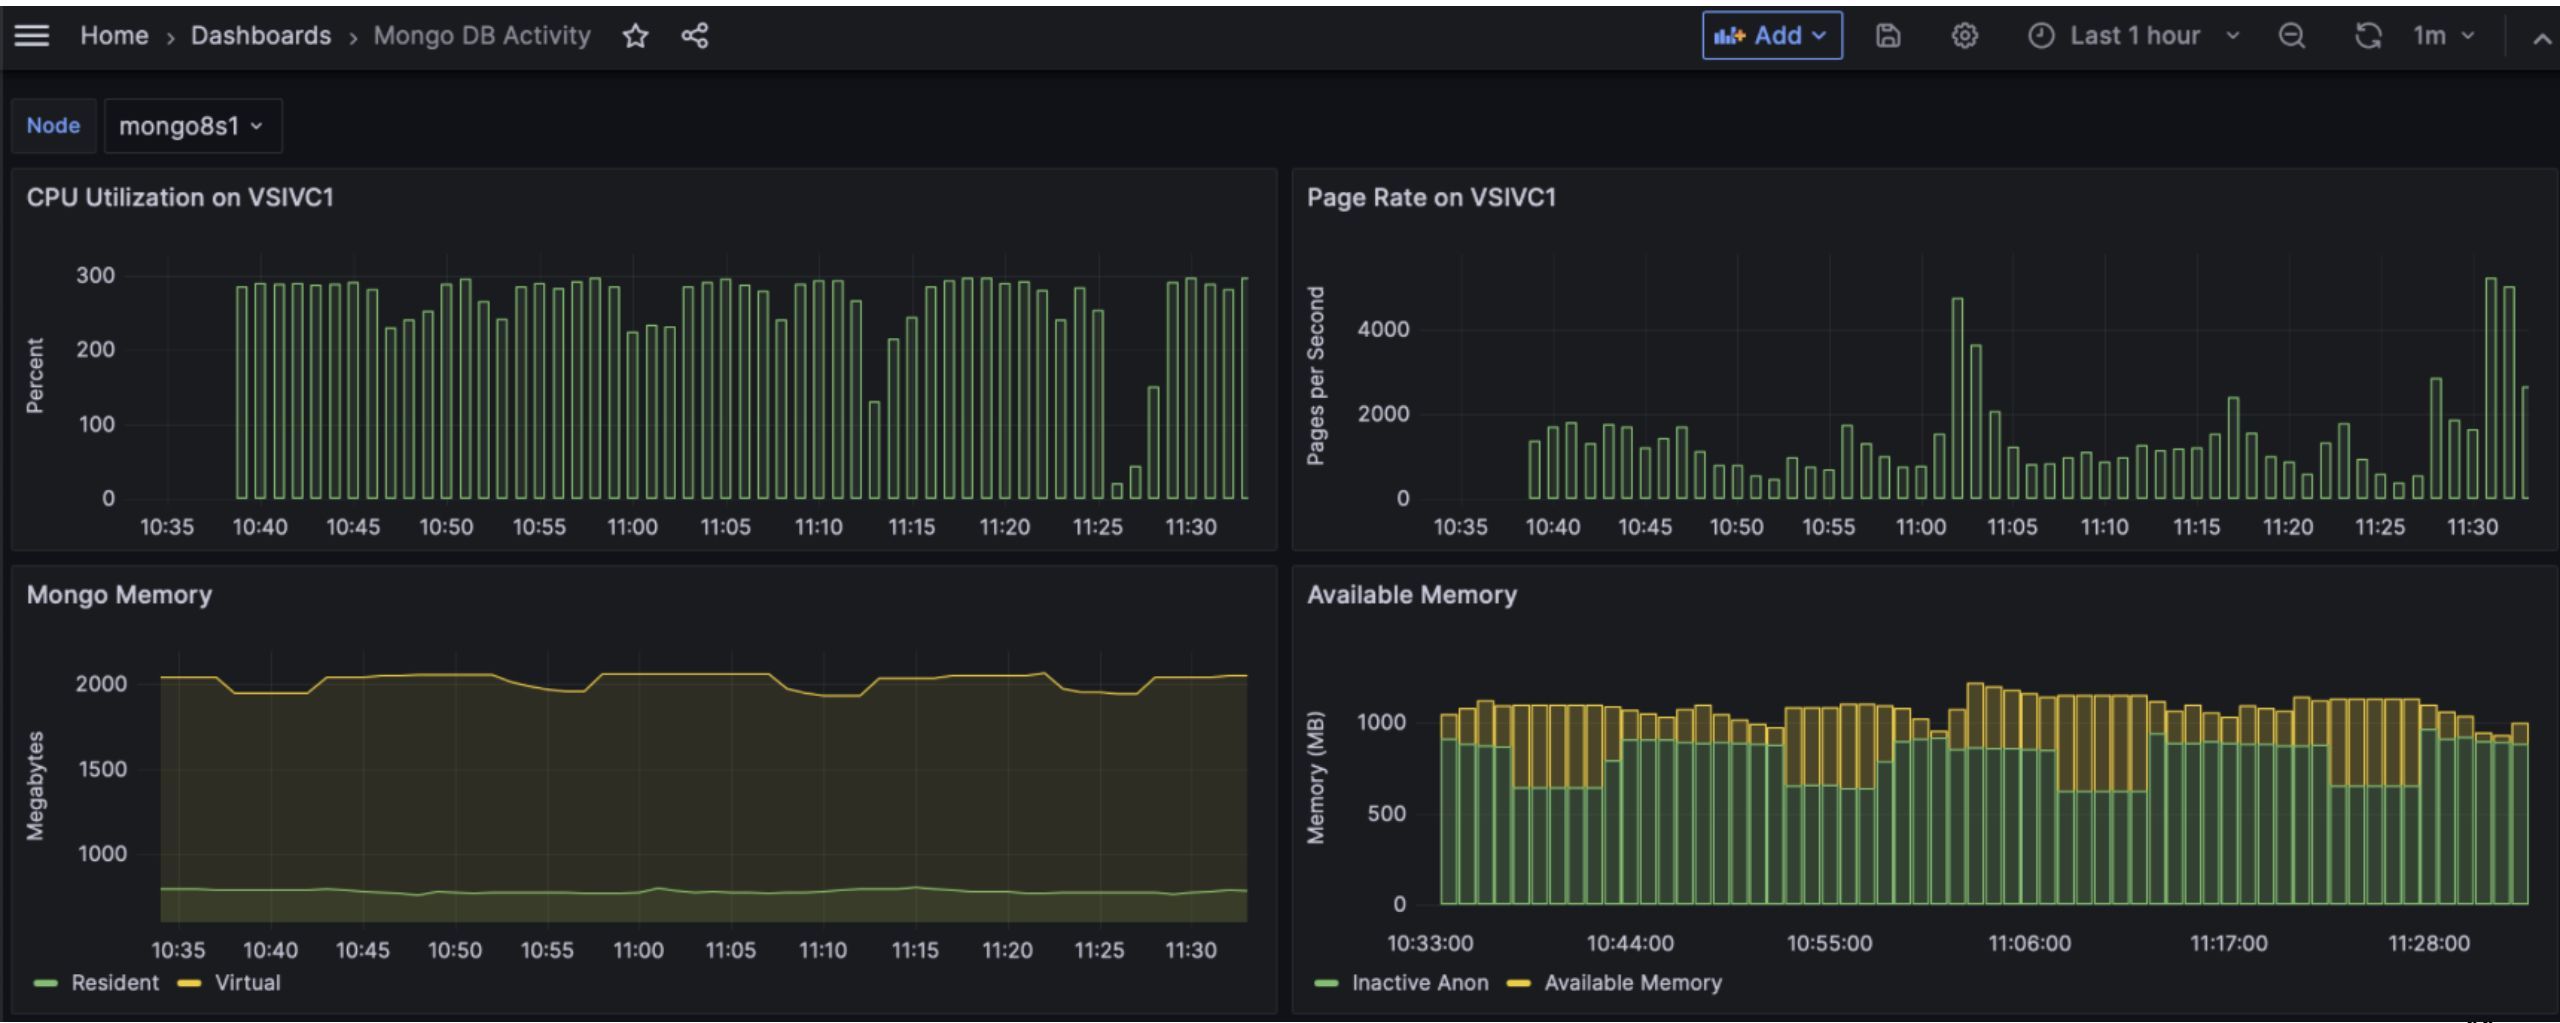 Home > Dashboards > Mongo DB Activity
Add
Last 1 hour
1m
Node mongo8s1
CPU Utilization on VSIVC1
Percent
300
200
100
0
10:35 10:40 10:45 10:50 10:55 11:00 11:05 11:10 11:15 11:20 11:25 11:30
Page Rate on VSIVC1
Pages per Second
4000
2000
0
10:35 10:40 10:45 10:50 10:55 11:00 11:05 11:10 11:15 11:20 11:25 11:30
Mongo Memory
Megabytes
2000
1500
1000
10:35 10:40 10:45 10:50 10:55 11:00 11:05 11:10 11:15 11:20 11:25 11:30
Resident Virtual
Available Memory
Memory (MB)
1000
500
0
10:33:00 10:44:00 10:55:00 11:06:00 11:17:00 11:28:00
Inactive Anon Available Memory